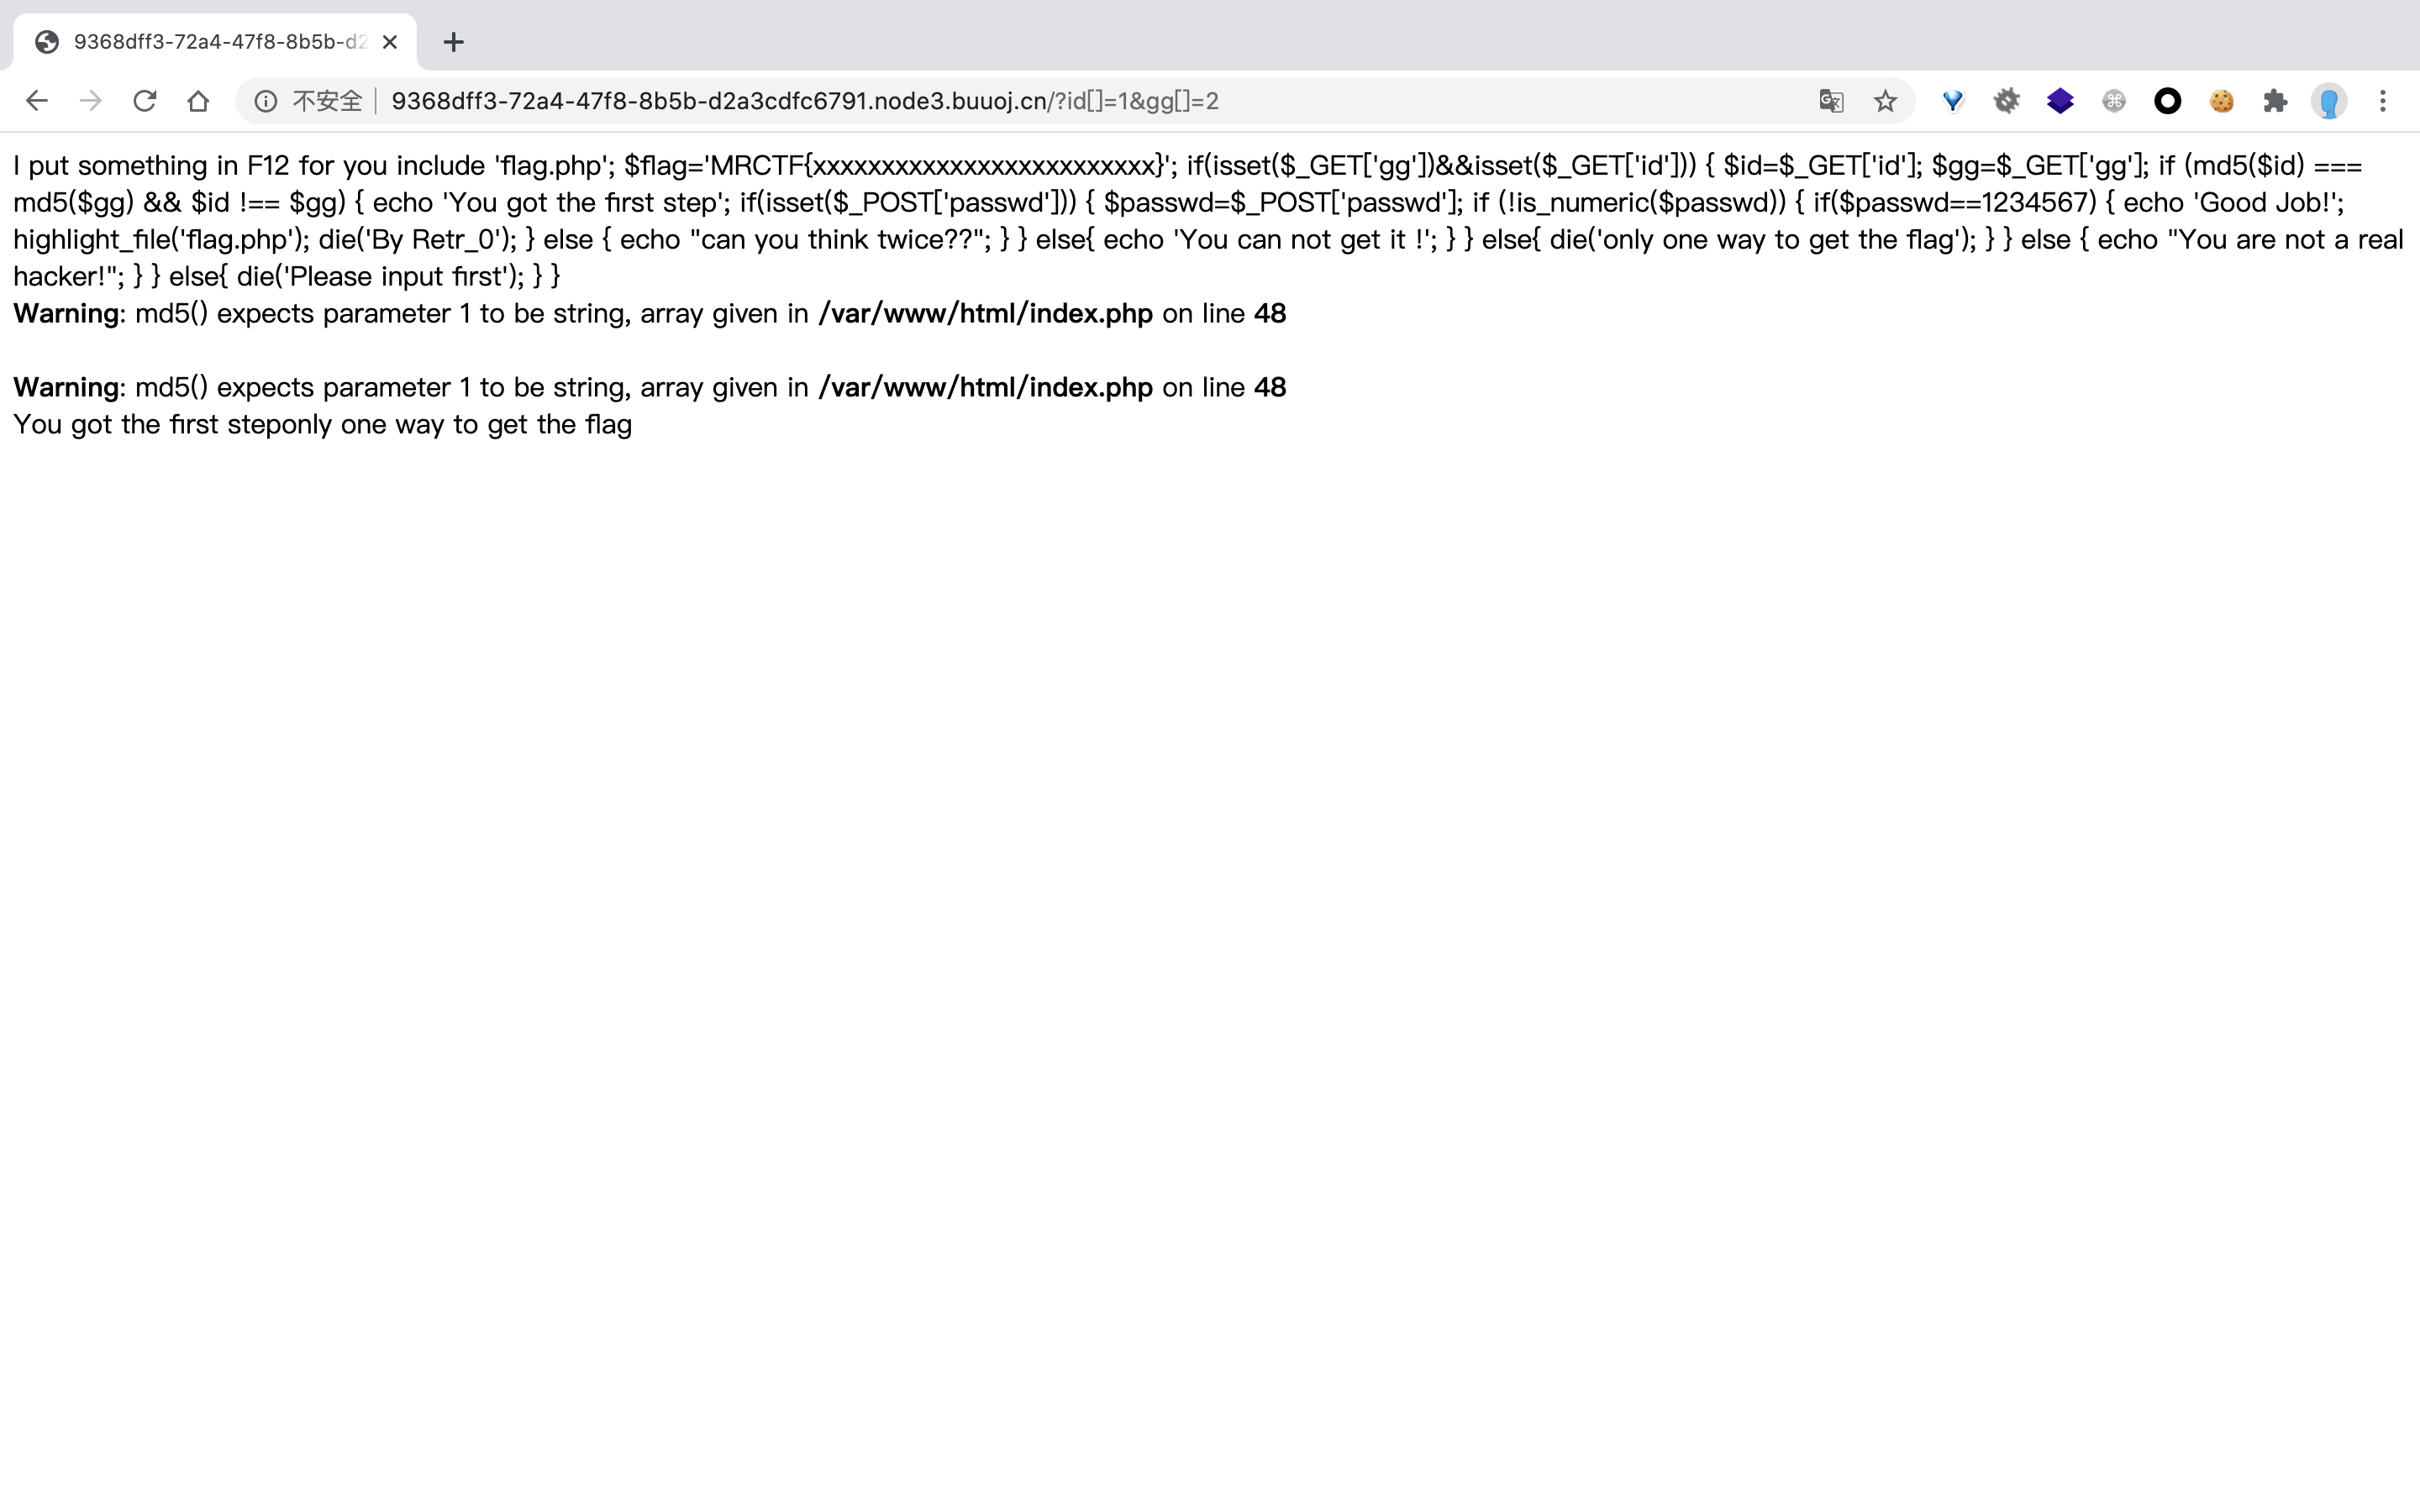 9368dff3-72a4-47f8-8b5b-d2
不安全 9368dff3-72a4-47f8-8b5b-d2a3cdfc6791.node3.buuoj.cn/?id[]=1&gg[]=2
I put something in F12 for you include 'flag.php'; $flag='MRCTF{xxxxxxxxxxxxxxxxxxxxxxxxx}'; if(isset($_GET['gg'])&&isset($_GET['id'])) { $id=$_GET['id']; $gg=$_GET['gg']; if (md5($id) ===
md5($gg) && $id !== $gg) { echo 'You got the first step'; if(isset($_POST['passwd'])) { $passwd=$_POST['passwd']; if (!is_numeric($passwd)) { if($passwd==1234567) { echo 'Good Job!';
highlight_file('flag.php'); die('By Retr_0'); } else { echo "can you think twice??"; } } else{ echo 'You can not get it !'; } } else{ die('only one way to get the flag'); } } else { echo "You are not a real
hacker!"; } } else{ die('Please input first'); } }
Warning: md5() expects parameter 1 to be string, array given in /var/www/html/index.php on line 48
Warning: md5() expects parameter 1 to be string, array given in /var/www/html/index.php on line 48
You got the first steponly one way to get the flag